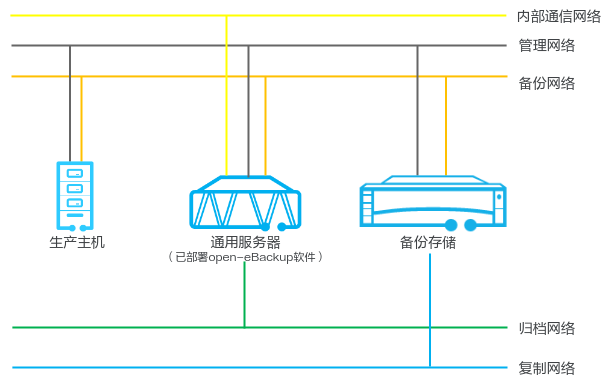 内部通信网络
管理网络
备份网络
生产主机
通用服务器
（已部署open-eBackup软件）
备份存储
归档网络
复制网络